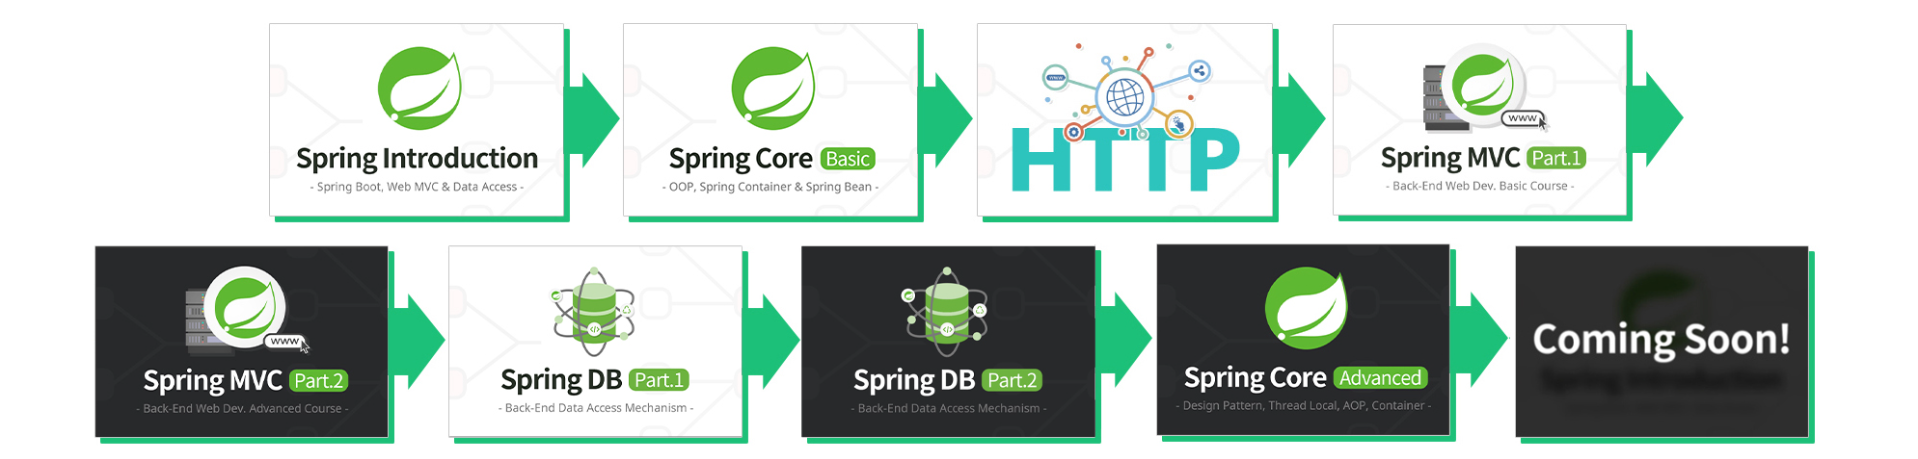 Spring Introduction
- Spring Boot, Web MVC & Data Access -
Spring Core Basic
- OOP, Spring Container & Spring Bean -
www
HTTP
www
Spring MVC Part.1
- Back-End Web Dev. Basic Course -
www
Spring MVC Part.2
- Back-End Web Dev. Advanced Course -
</>
Spring DB Part.1
- Back-End Data Access Mechanism -
</>
Spring DB Part.2
- Back-End Data Access Mechanism -
Spring Core Advanced
- Design Pattern, Thread Local, AOP, Container -
Coming Soon!